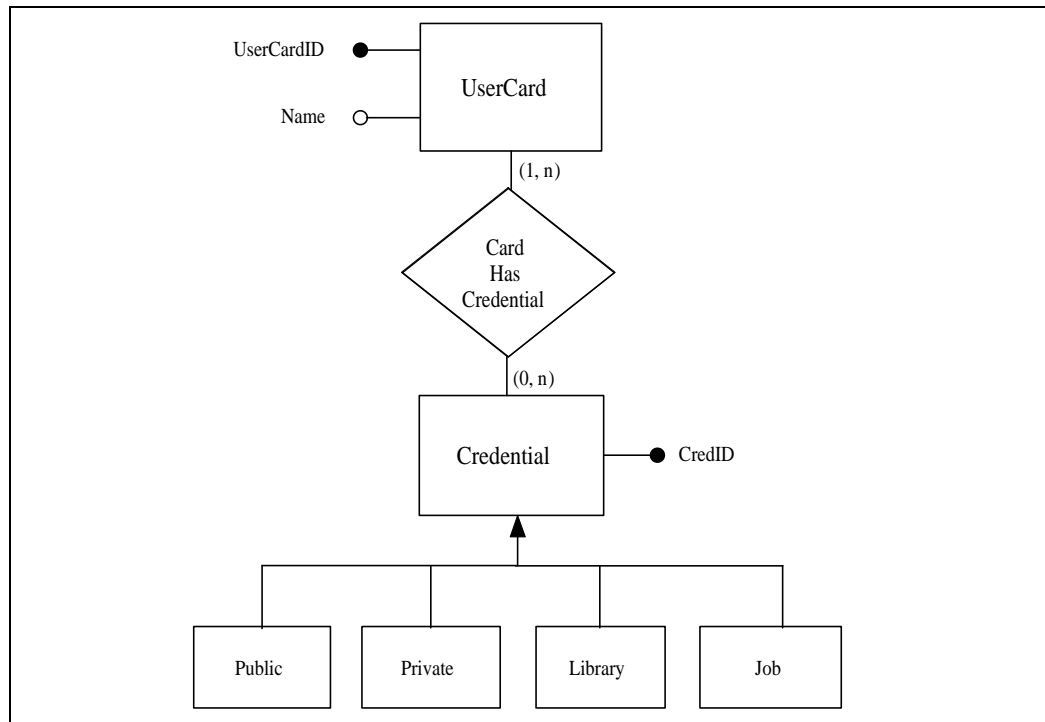 UserCardID
UserCard
Name
(1, n)
Card
Has
Credential
(0, n)
Credential
CredID
Public
Private
Library
Job